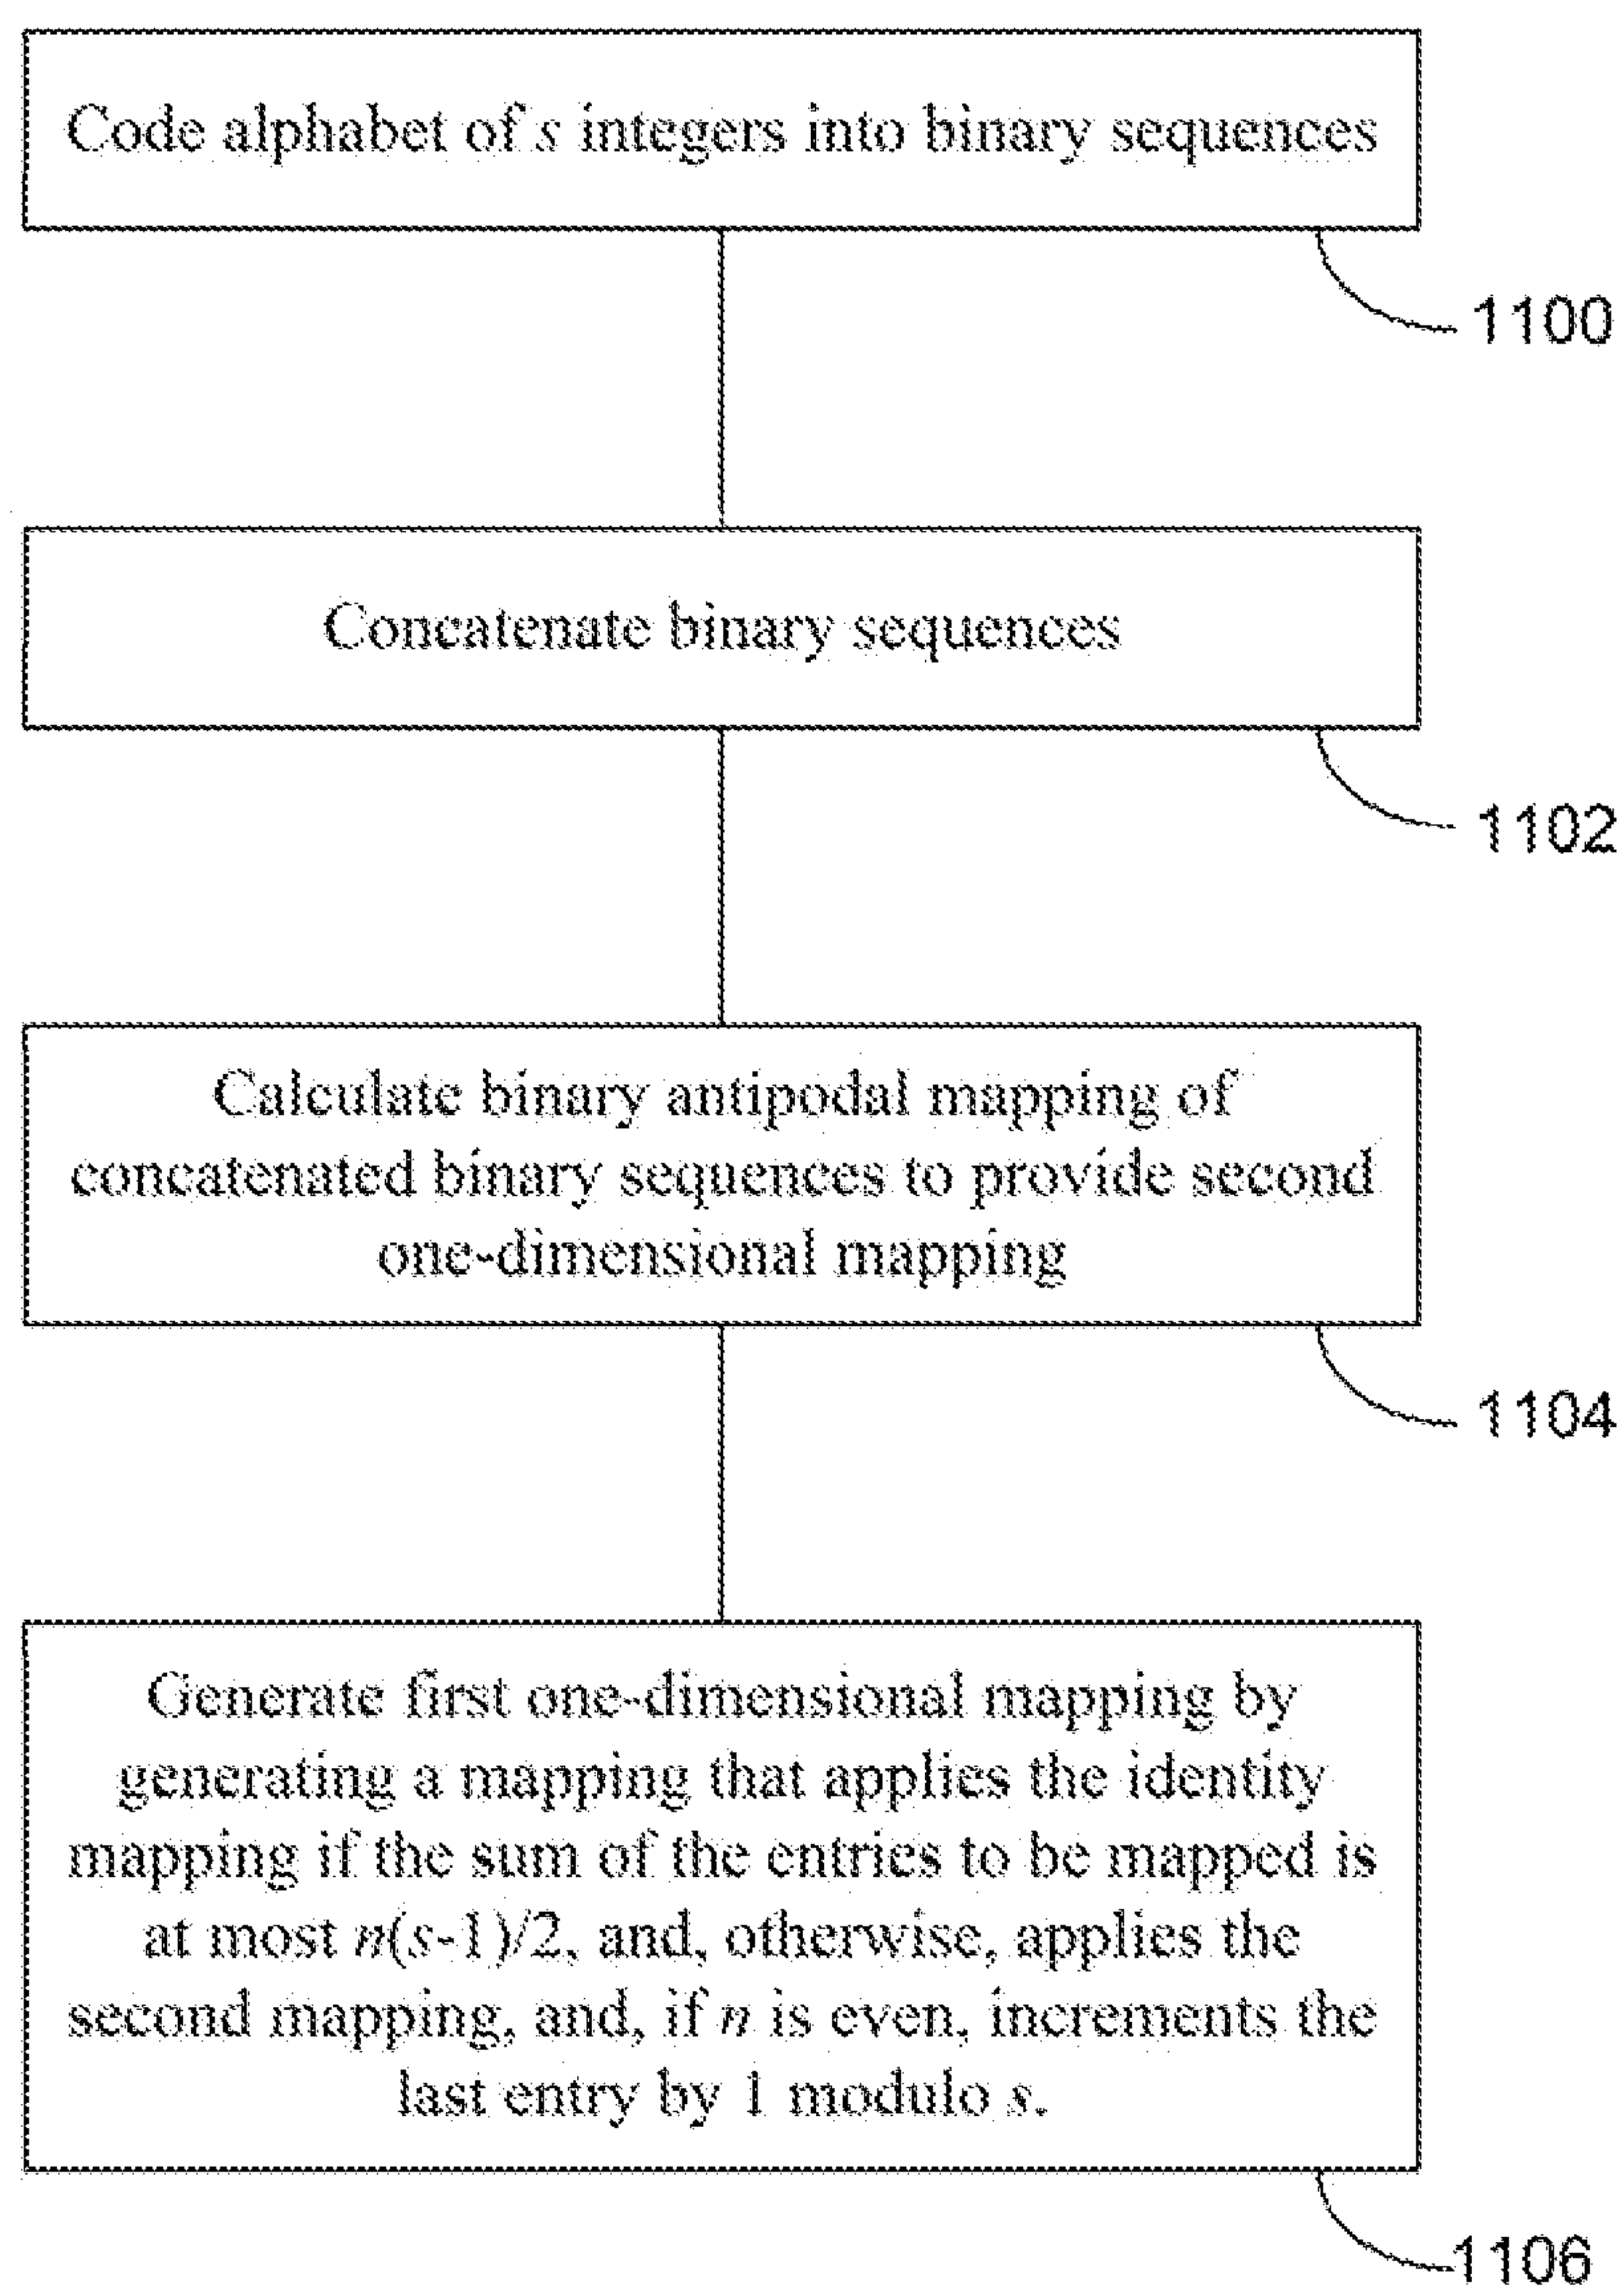 Code alphabet of s integers into binary sequences
1100
Concatenate binary sequences
1102
Calculate binary antipodal mapping of
concatenated binary sequences to provide second
one-dimensional mapping
1104
Generate first one-dimensional mapping by
generating a mapping that applies the identity
mapping if the sum of the entries to be mapped is
at most n(s-1)/2, and, otherwise, applies the
second mapping, and, if n is even, increments the
last entry by 1 modulo s.
1106